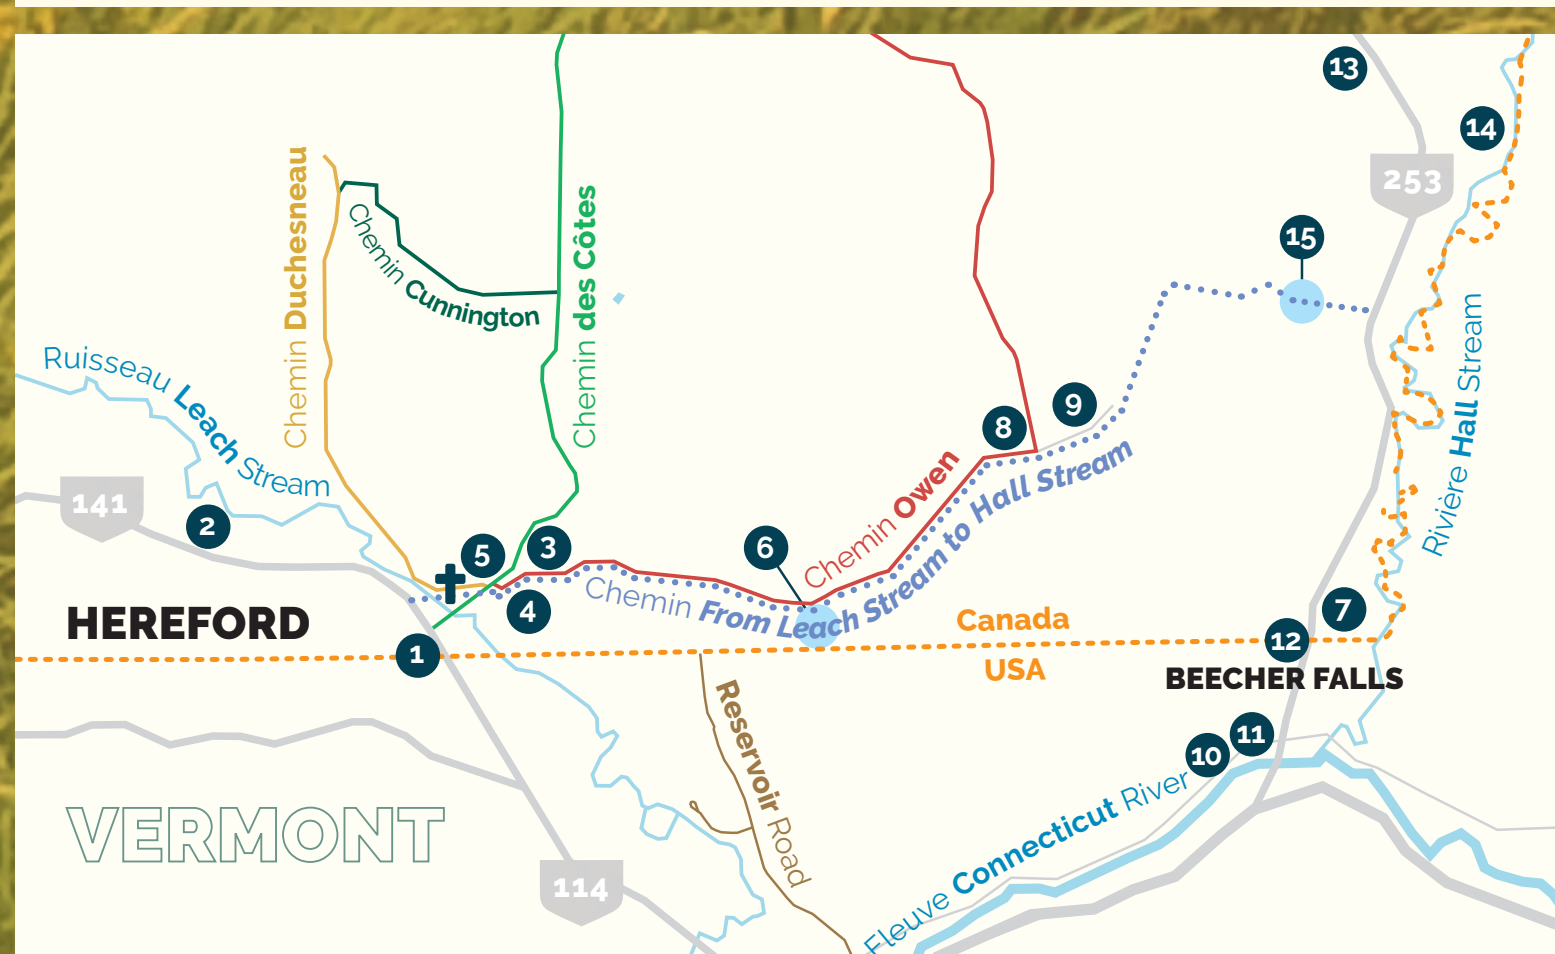 13
14
253
15
Chemin Duchesneau
Chemin Cunnington
Chemin des Côtes
Ruisseau Leach Stream
141
2
5
3
4
6
8
9
Chemin Owen
Chemin From Leach Stream to Hall Stream
Rivière Hall Stream
HEREFORD
1
Canada
USA
7
12
BEECHER FALLS
11
10
Reservoir Road
VERMONT
114
Fleuve Connecticut River